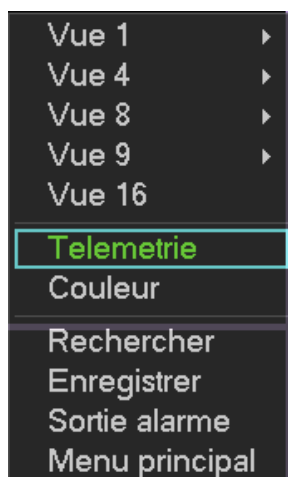 Vue 1
Vue 4
Vue 8
Vue 9
Vue 16
Telemetrie
Couleur
Rechercher
Enregistrer
Sortie alarme
Menu principal